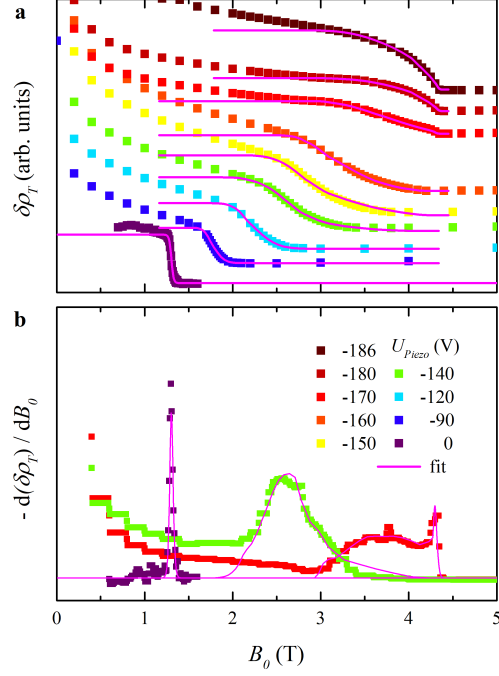 a
δρ_T (arb. units)
b
-186 U_Piezo (V)
-180 -140
-170 -120
-160 -90
-150 0
fit
- d(δρ_T) / dB_0
0 1 2 3 4 5
B_0 (T)